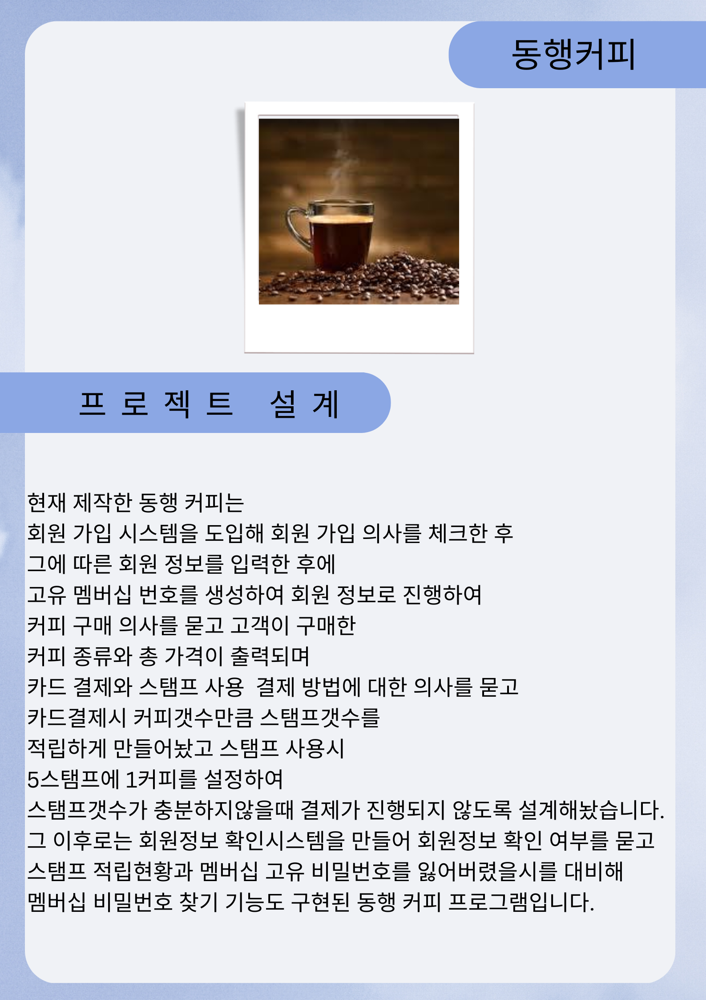 동행커피
프로젝트 설계
현재 제작한 동행 커피는
회원 가입 시스템을 도입해 회원 가입 의사를 체크한 후
그에 따른 회원 정보를 입력한 후에
고유 멤버십 번호를 생성하여 회원 정보로 진행하여
커피 구매 의사를 묻고 고객이 구매한
커피 종류와 총 가격이 출력되며
카드 결제와 스탬프 사용 결제 방법에 대한 의사를 묻고
카드결제시 커피갯수만큼 스탬프갯수를
적립하게 만들어놨고 스탬프 사용시
5스탬프에 1커피를 설정하여
스탬프갯수가 충분하지않을때 결제가 진행되지 않도록 설계해놨습니다.
그 이후로는 회원정보 확인시스템을 만들어 회원정보 확인 여부를 묻고
스탬프 적립현황과 멤버십 고유 비밀번호를 잃어버렸을시를 대비해
멤버십 비밀번호 찾기 기능도 구현된 동행 커피 프로그램입니다.